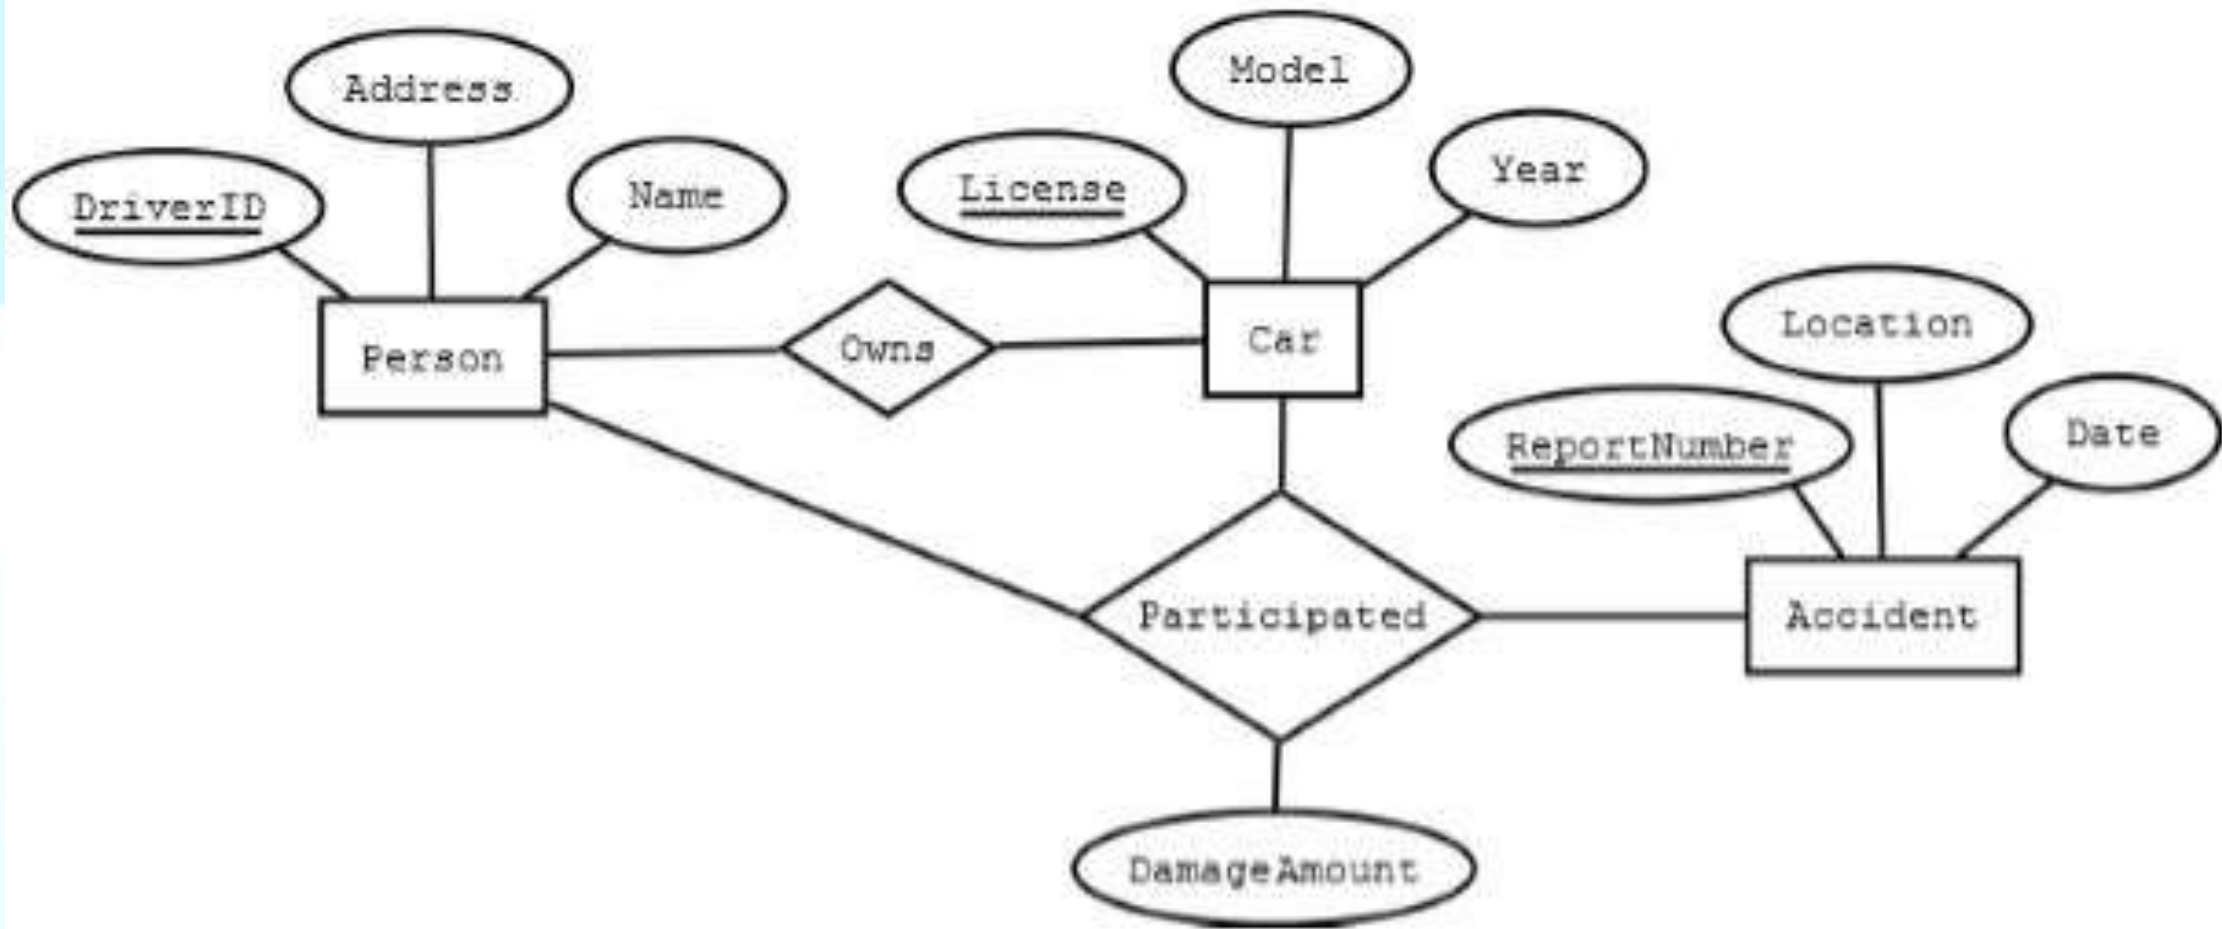 Model
Address
Year
License
Name
DriverID
Location
Car
Owns
Person
Date
ReportNumber
Participated
Accident
DamageAmount